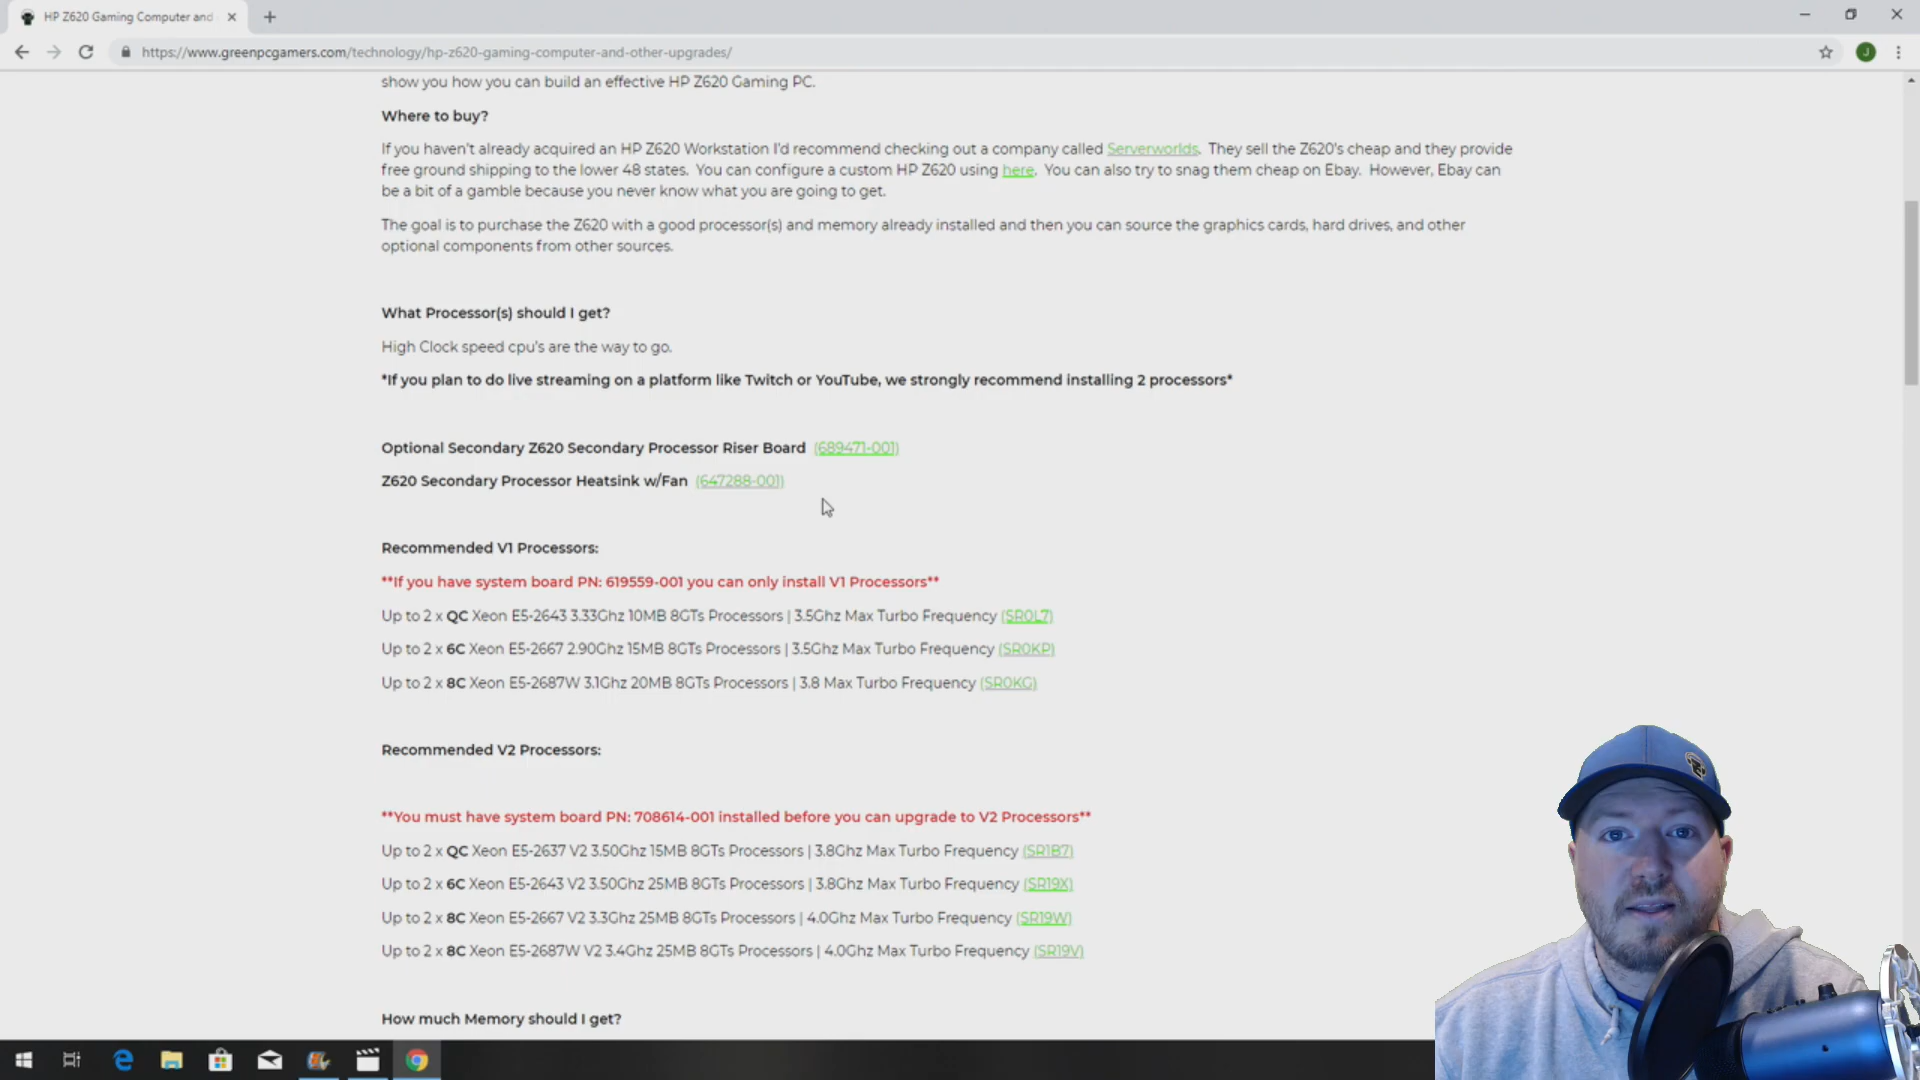 HP Z620 Gaming Computer and
https://www.greenpcgamers.com/technology/hp-z620-gaming-computer-and-other-upgrades/
J
show you how you can build an effective HP Z620 Gaming PC.
Where to buy?
If you haven't already acquired an HP Z620 Workstation I'd recommend checking out a company called Serverworlds. They sell the Z620's cheap and they provide
free ground shipping to the lower 48 states. You can configure a custom HP Z620 using here. You can also try to snag them cheap on Ebay. However, Ebay can
be a bit of a gamble because you never know what you are going to get.
The goal is to purchase the Z620 with a good processor(s) and memory already installed and then you can source the graphics cards, hard drives, and other
optional components from other sources.
What Processor(s) should I get?
High Clock speed cpu's are the way to go.
*If you plan to do live streaming on a platform like Twitch or YouTube, we strongly recommend installing 2 processors*
Optional Secondary Z620 Secondary Processor Riser Board (689471-001)
Z620 Secondary Processor Heatsink w/Fan (647288-001)
Recommended V1 Processors:
**If you have system board PN: 619559-001 you can only install V1 Processors**
Up to 2 x QC Xeon E5-2643 3.33Ghz 10MB 8GTs Processors | 3.5Ghz Max Turbo Frequency (SR0L7)
Up to 2 x 6C Xeon E5-2667 2.90Ghz 15MB 8GTs Processors | 3.5Ghz Max Turbo Frequency (SR0KP)
Up to 2 x 8C Xeon E5-2687W 3.1Ghz 20MB 8GTs Processors | 3.8 Max Turbo Frequency (SR0KG)
Recommended V2 Processors:
**You must have system board PN: 708614-001 installed before you can upgrade to V2 Processors**
Up to 2 x QC Xeon E5-2637 V2 3.50Ghz 15MB 8GTs Processors | 3.8Ghz Max Turbo Frequency (SR1B7)
Up to 2 x 6C Xeon E5-2643 V2 3.50Ghz 25MB 8GTs Processors | 3.8Ghz Max Turbo Frequency (SR19X)
Up to 2 x 8C Xeon E5-2667 V2 3.3Ghz 25MB 8GTs Processors | 4.0Ghz Max Turbo Frequency (SR19W)
Up to 2 x 8C Xeon E5-2687W V2 3.4Ghz 25MB 8GTs Processors | 4.0Ghz Max Turbo Frequency (SR19V)
How much Memory should I get?